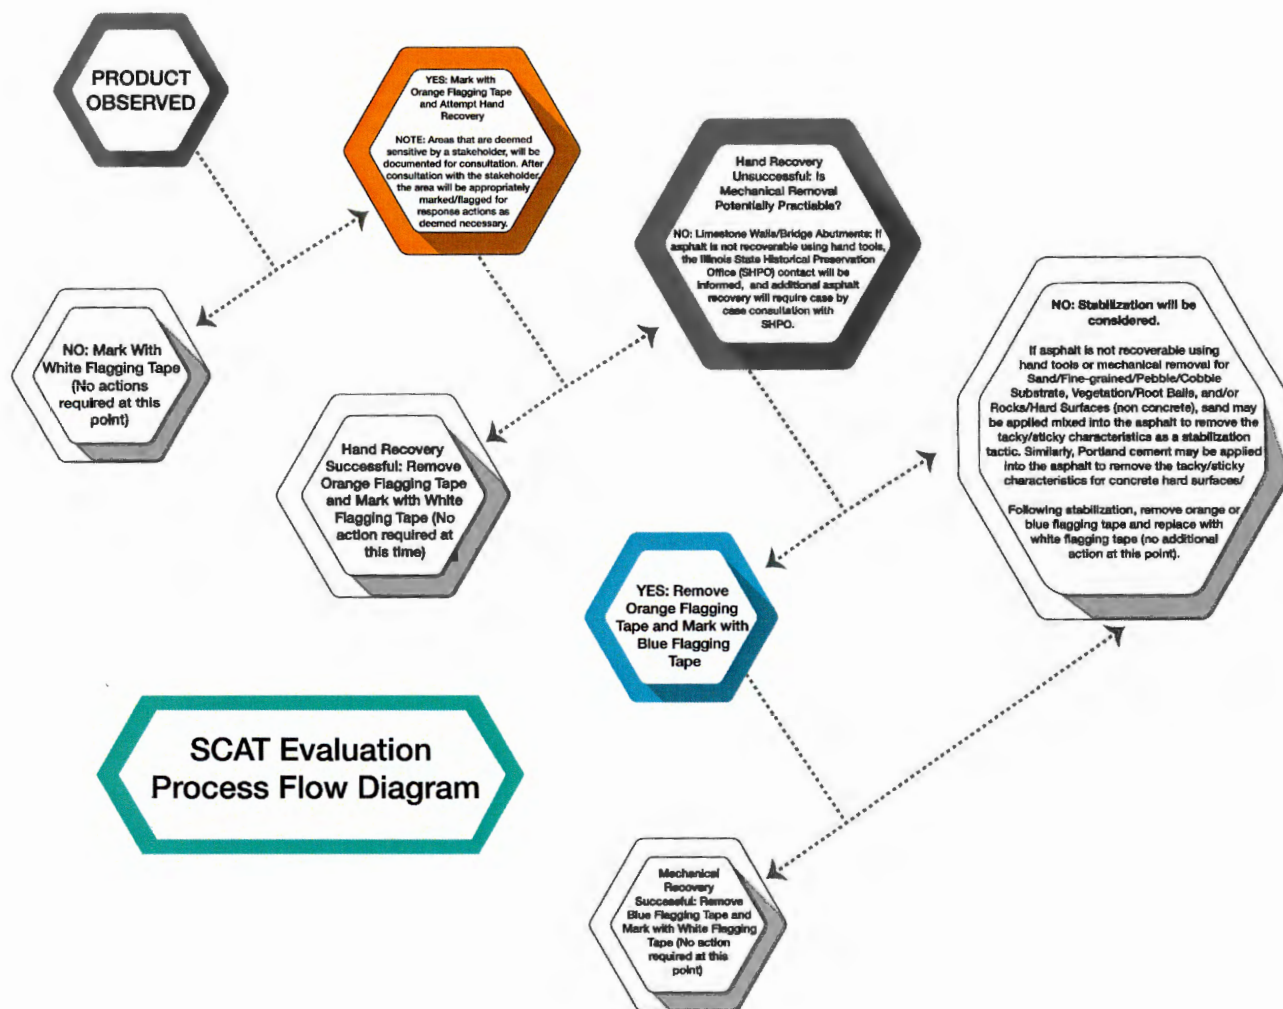 PRODUCT
OBSERVED
YES: Mark with
Orange Flagging Tape
and Attempt Hand
Recovery
NOTE: Areas that are deemed
sensitive by a stakeholder, will be
documented for consultation. After
consultation with the stakeholder,
the area will be appropriately
marked/flagged for
response actions as
deemed necessary.
NO: Mark With
White Flagging Tape
(No actions
required at this
point)
Hand Recovery
Unsuccessful: Is
Mechanical Removal
Potentially Practiable?
NO: Limestone Walls/Bridge Abutments: If
asphalt is not recoverable using hand tools,
the Illinois State Historical Preservation
Office (SHPO) contact will be
informed, and additional asphalt
recovery will require case by
case consultation with
SHPO.
Hand Recovery
Successful: Remove
Orange Flagging Tape
and Mark with White
Flagging Tape (No
action required at
this time)
NO: Stabilization will be
considered.
If asphalt is not recoverable using
hand tools or mechanical removal for
Sand/Fine-grained/Pebble/Cobble
Substrate, Vegetation/Root Balls, and/or
Rocks/Hard Surfaces (non concrete), sand may
be applied mixed into the asphalt to remove the
tacky/sticky characteristics as a stabilization
tactic. Similarly, Portland cement may be applied
into the asphalt to remove the tacky/sticky
characteristics for concrete hard surfaces/
Following stabilization, remove orange or
blue flagging tape and replace with
white flagging tape (no additional
action at this point).
YES: Remove
Orange Flagging
Tape and Mark with
Blue Flagging
Tape
SCAT Evaluation
Process Flow Diagram
Mechanical
Recovery
Successful: Remove
Blue Flagging Tape and
Mark with White Flagging
Tape (No action
required at this
point)